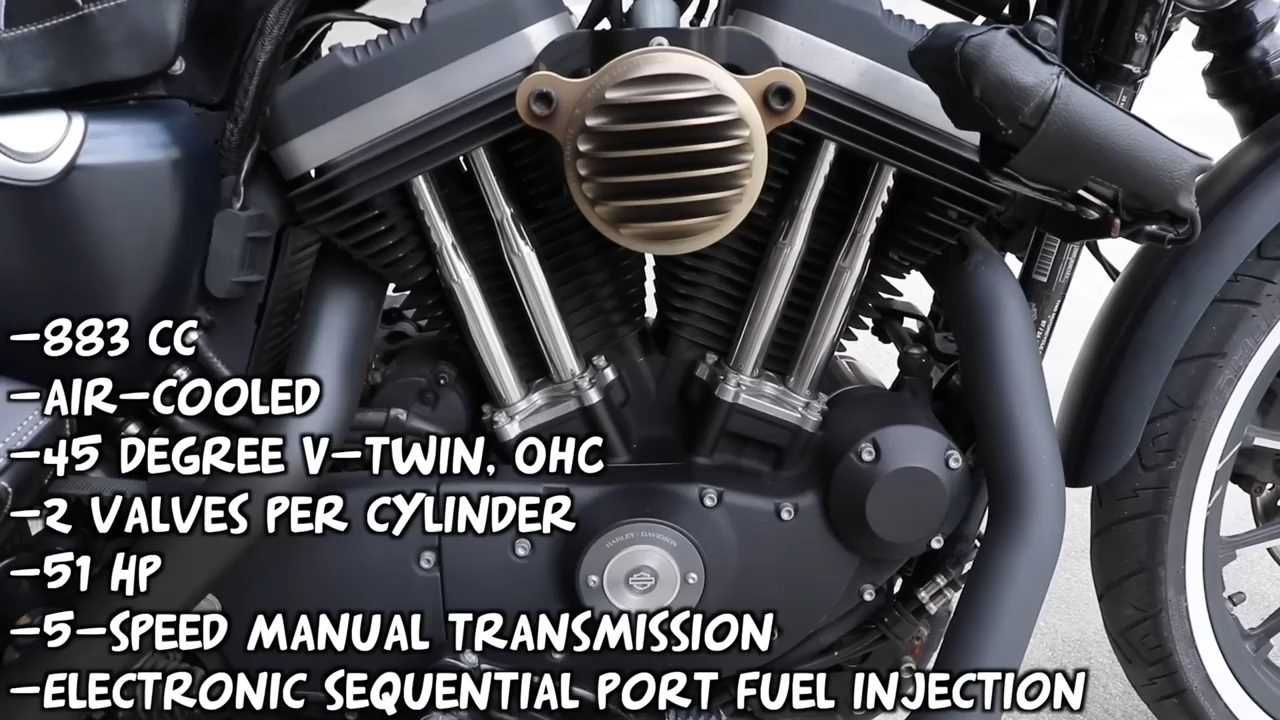 -883 CC
-AIR-COOLED
-45 DEGREE V-TWIN, OHC
-2 VALVES PER CYLINDER
-51 HP
-5-SPEED MANUAL TRANSMISSION
-ELECTRONIC SEQUENTIAL PORT FUEL INJECTION
HARLEY-DAVIDSON